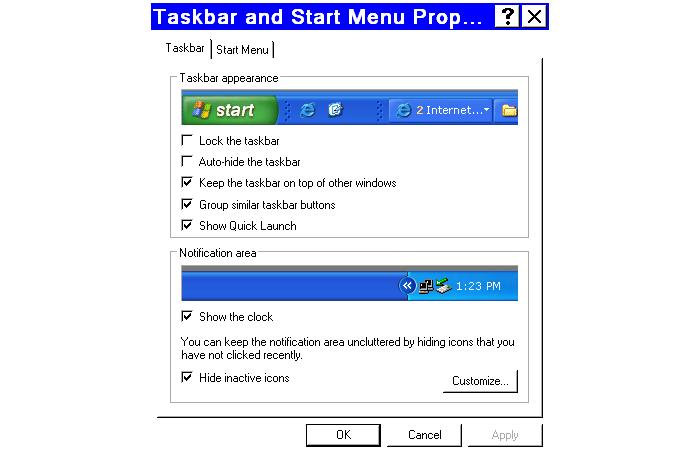 Taskbar and Start Menu Prop...
Taskbar
Start Menu
Taskbar appearance
start
2 Internet...
Lock the taskbar
Auto-hide the taskbar
Keep the taskbar on top of other windows
Group similar taskbar buttons
Show Quick Launch
Notification area
1:23 PM
Show the clock
You can keep the notification area uncluttered by hiding icons that you
have not clicked recently.
Hide inactive icons
Customize...
OK
Cancel
Apply